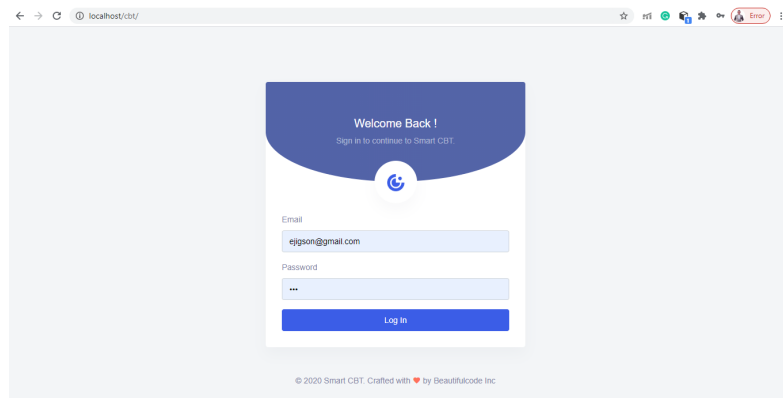 localhost/cbt/
1
Error
Welcome Back !
Sign in to continue to Smart CBT.
Email
ejigson@gmail.com
Password
•••
Log In
© 2020 Smart CBT. Crafted with ❤ by Beautifulcode Inc